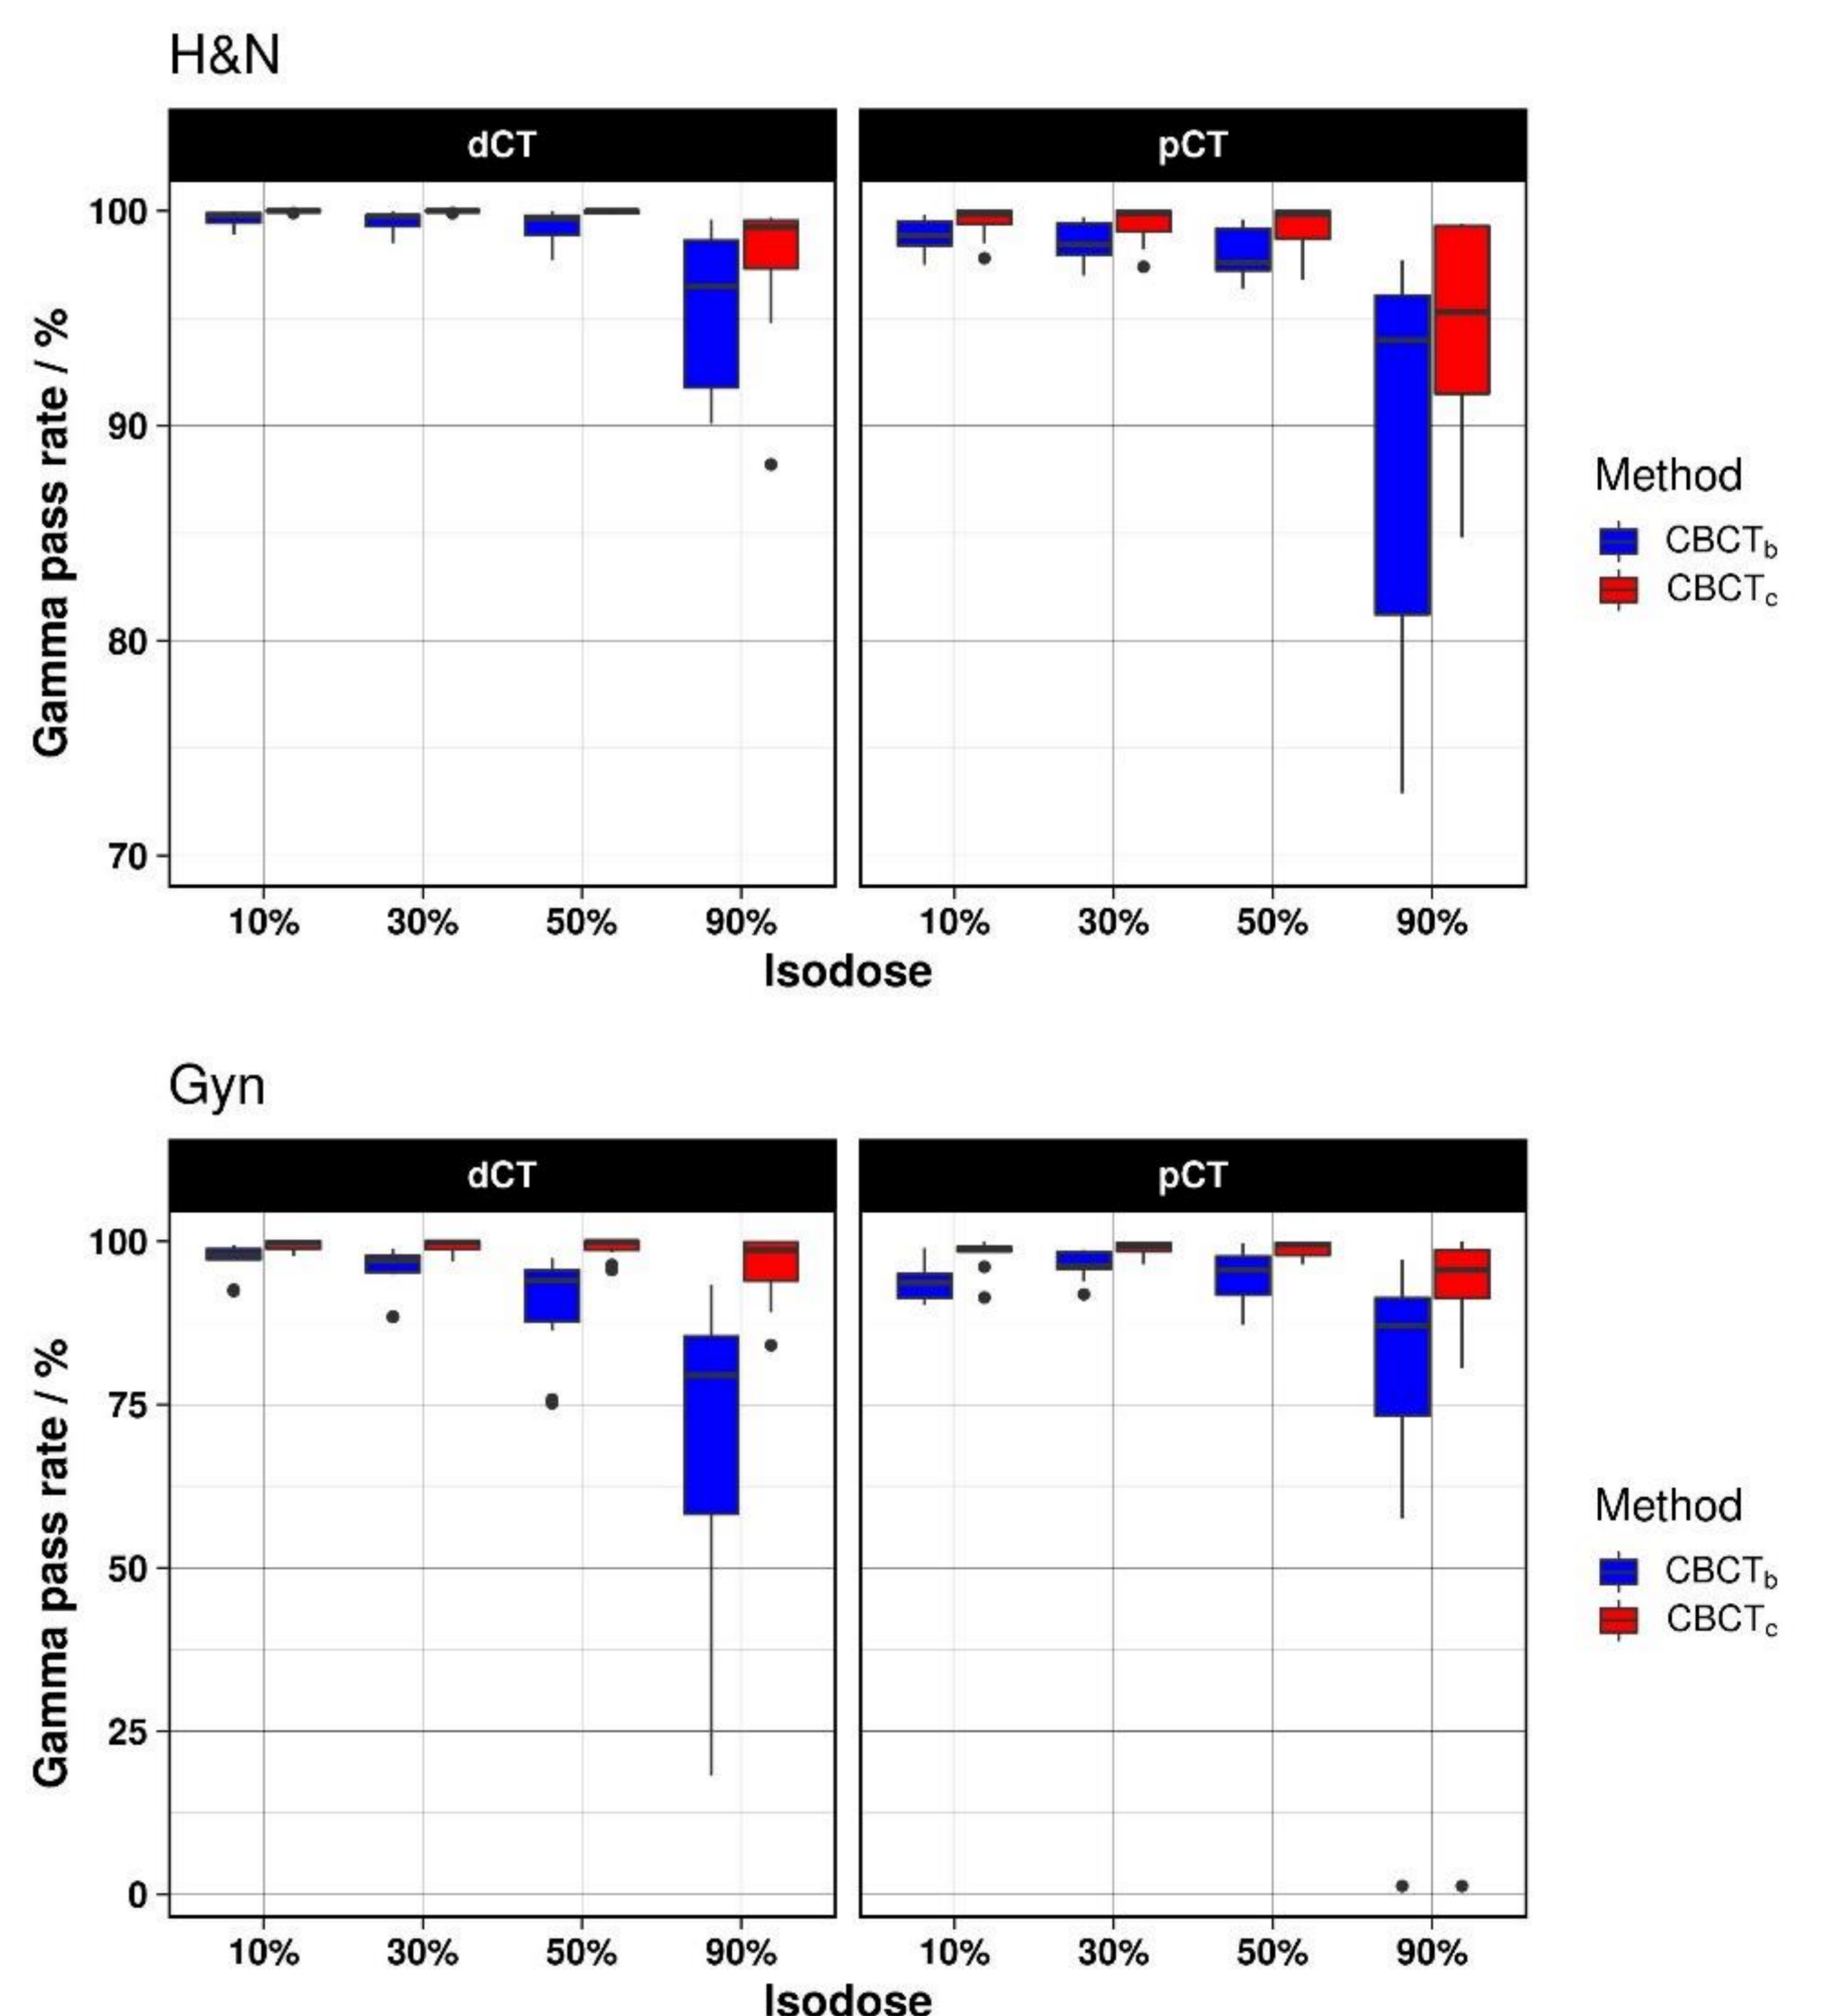 H&N
dCT pCT
100
90
80
70
Gamma pass rate / %
10% 30% 50% 90% 10% 30% 50% 90%
Isodose
Method
CBCTb
CBCTc
Gyn
dCT pCT
100
75
50
25
0
Gamma pass rate / %
10% 30% 50% 90% 10% 30% 50% 90%
Isodose
Method
CBCTb
CBCTc